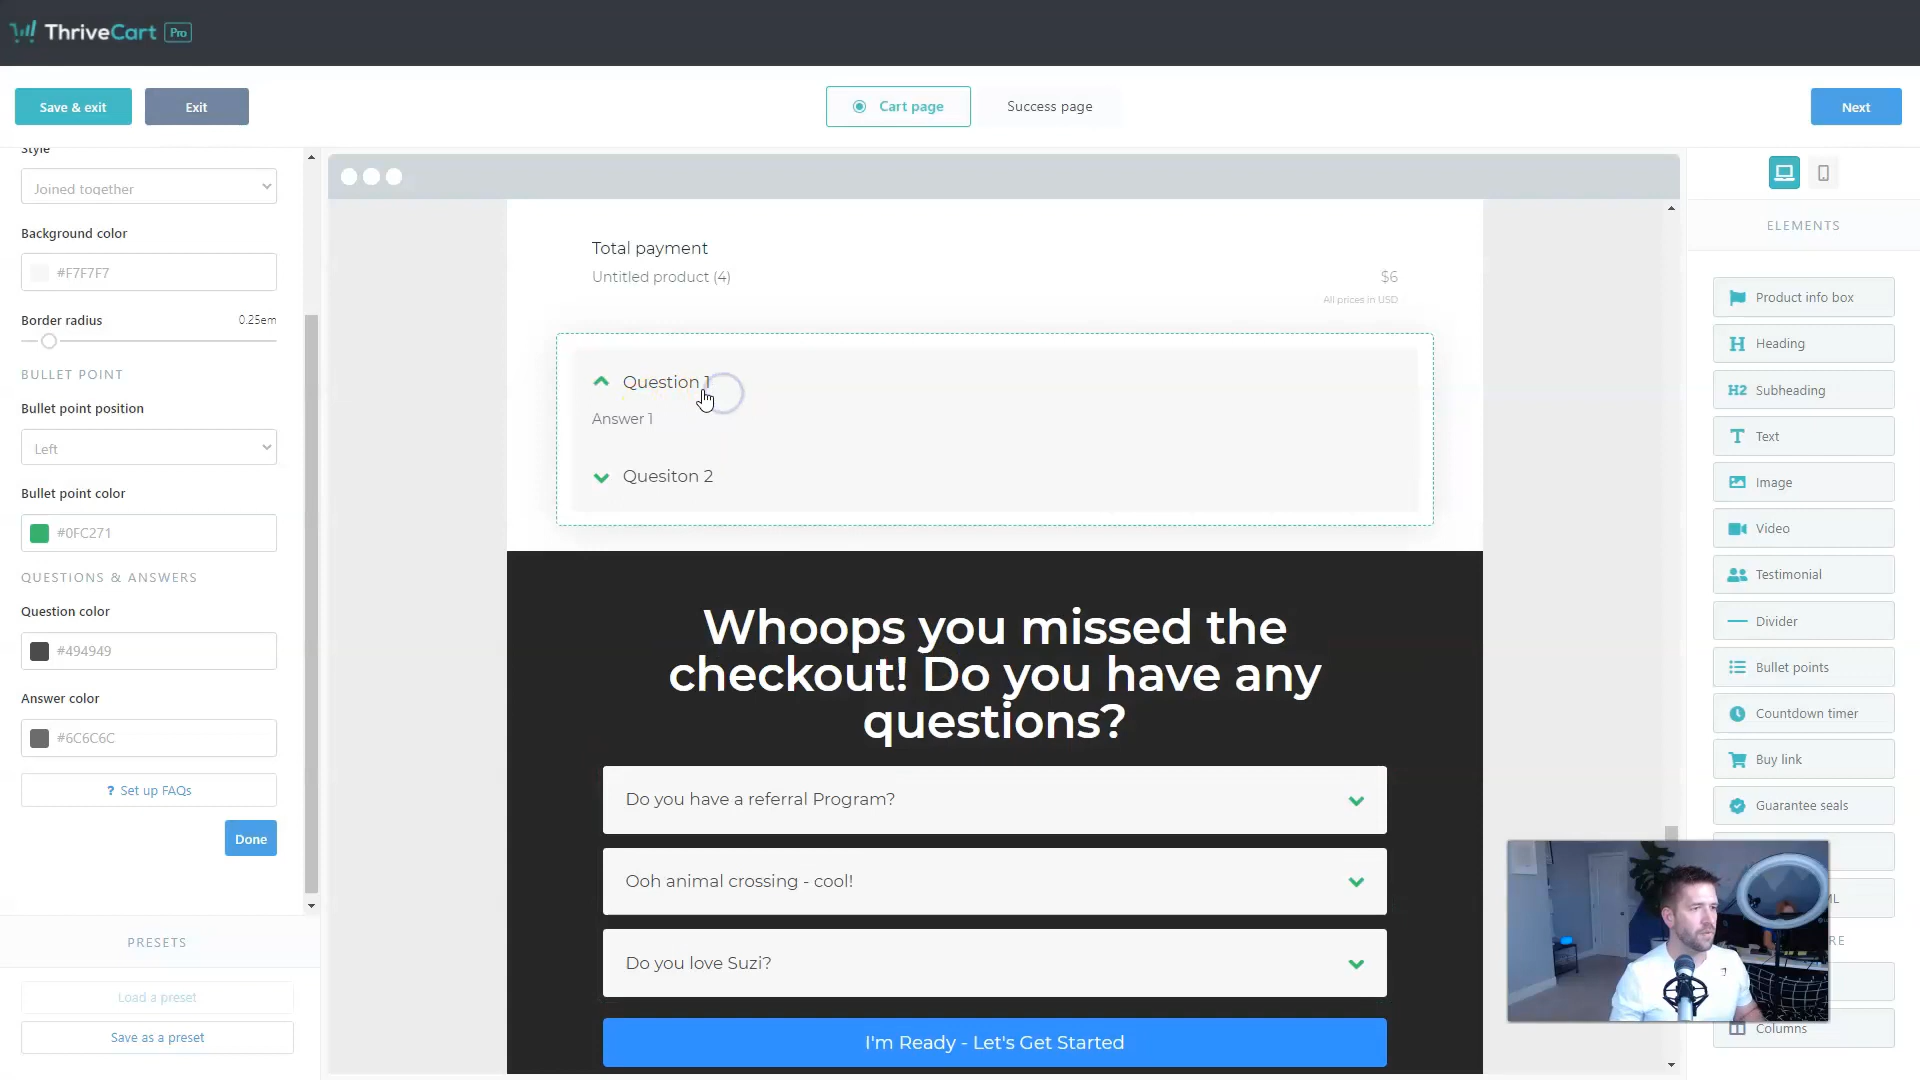 ThriveCart Pro
Save & exit
Exit
Cart page
Success page
Next
Style
Joined together
Background color
#F7F7F7
Border radius
0.25em
BULLET POINT
Bullet point position
Left
Bullet point color
#0FC271
QUESTIONS & ANSWERS
Question color
#494949
Answer color
#6C6C6C
? Set up FAQs
Done
PRESETS
Load a preset
Save as a preset
Total payment
Untitled product (4)
$6
All prices in USD
Question 1
Answer 1
Quesiton 2
Whoops you missed the
checkout! Do you have any
questions?
Do you have a referral Program?
Ooh animal crossing - cool!
Do you love Suzi?
I'm Ready - Let's Get Started
ELEMENTS
Product info box
H Heading
H2 Subheading
T Text
Image
Video
Testimonial
Divider
Bullet points
Countdown timer
Buy link
Guarantee seals
Columns